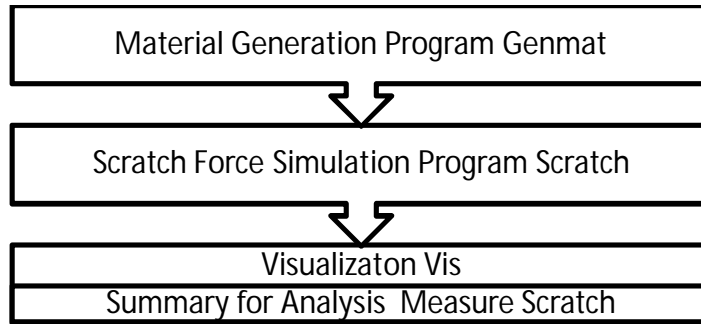 Material Generation Program Genmat
Scratch Force Simulation Program Scratch
Visualizaton Vis
Summary for Analysis  Measure Scratch